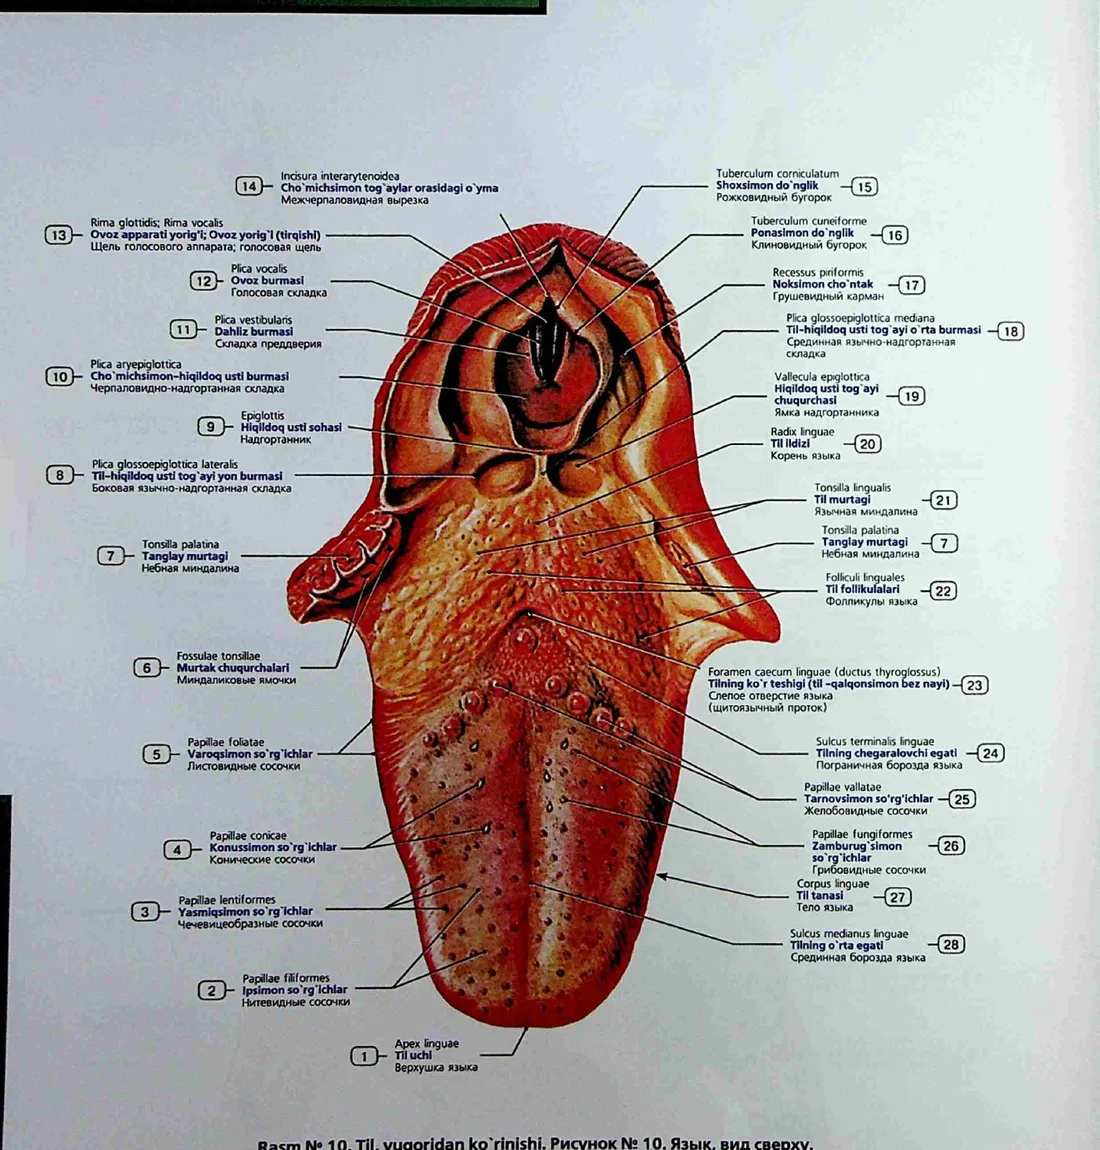 14
Incisura interarytenoidea
Cho`michsimon tog`aylar orasidagi o`yma
Межчерпаловидная вырезка
13
Rima glottidis; Rima vocalis
Ovoz apparati yorig'i; Ovoz yorig`I (tirqishi)
Щель голосового аппарата; голосовая щель
12
Plica vocalis
Ovoz burmasi
Голосовая складка
11
Plica vestibularis
Dahliz burmasi
Складка преддверия
10
Plica aryepiglottica
Cho`michsimon-hiqildoq usti burmasi
Черпаловидно-надгортанная складка
9
Epiglottis
Hiqildoq usti sohasi
Надгортанник
8
Plica glossoepiglottica lateralis
Til-hiqildoq usti tog`ayi yon burmasi
Боковая язычно-надгортанная складка
7
Tonsilla palatina
Tanglay murtagi
Небная миндалина
6
Fossulae tonsillae
Murtak chuqurchalari
Миндаликовые ямочки
5
Papillae foliatae
Varoqsimon so`rg`ichlar
Листовидные сосочки
4
Papillae conicae
Konussimon so`rg`ichlar
Конические сосочки
3
Papillae lentiformes
Yasmiqsimon so`rg`ichlar
Чечевицеобразные сосочки
2
Papillae filiformes
Ipsimon so`rg`ichlar
Нитевидные сосочки
1
Apex linguae
Til uchi
Верхушка языка
Tuberculum corniculatum
Shoxsimon do`nglik
Рожковидный бугорок
15
Tuberculum cuneiforme
Ponasimon do`nglik
Клиновидный бугорок
16
Recessus piriformis
Noksimon cho`ntak
Грушевидный карман
17
Plica glossoepiglottica mediana
Til-hiqildoq usti tog`ayi o`rta burmasi
Срединная язычно-надгортанная
складка
18
Vallecula epiglottica
Hiqildoq usti tog`ayi
chuqurchasi
Ямка надгортанника
19
Radix linguae
Til ildizi
Корень языка
20
Tonsilla lingualis
Til murtagi
Язычная миндалина
21
Tonsilla palatina
Tanglay murtagi
Небная миндалина
7
Folliculi linguales
Til follikulalari
Фолликулы языка
22
Foramen caecum linguae (ductus thyroglossus)
Tilning ko`r teshigi (til -qalqonsimon bez nayi)
Слепое отверстие языка
(щитоязычный проток)
23
Sulcus terminalis linguae
Tilning chegaralovchi egati
Пограничная борозда языка
24
Papillae vallatae
Tarnovsimon so'rg'ichlar
Желобовидные сосочки
25
Papillae fungiformes
Zamburug`simon
so`rg`ichlar
Грибовидные сосочки
26
Corpus linguae
Til tanasi
Тело языка
27
Sulcus medianus linguae
Tilning o`rta egati
Срединная борозда языка
28
Rasm № 10. Til, yuqoridan ko`rinishi. Рисунок № 10. Язык, вид сверху.